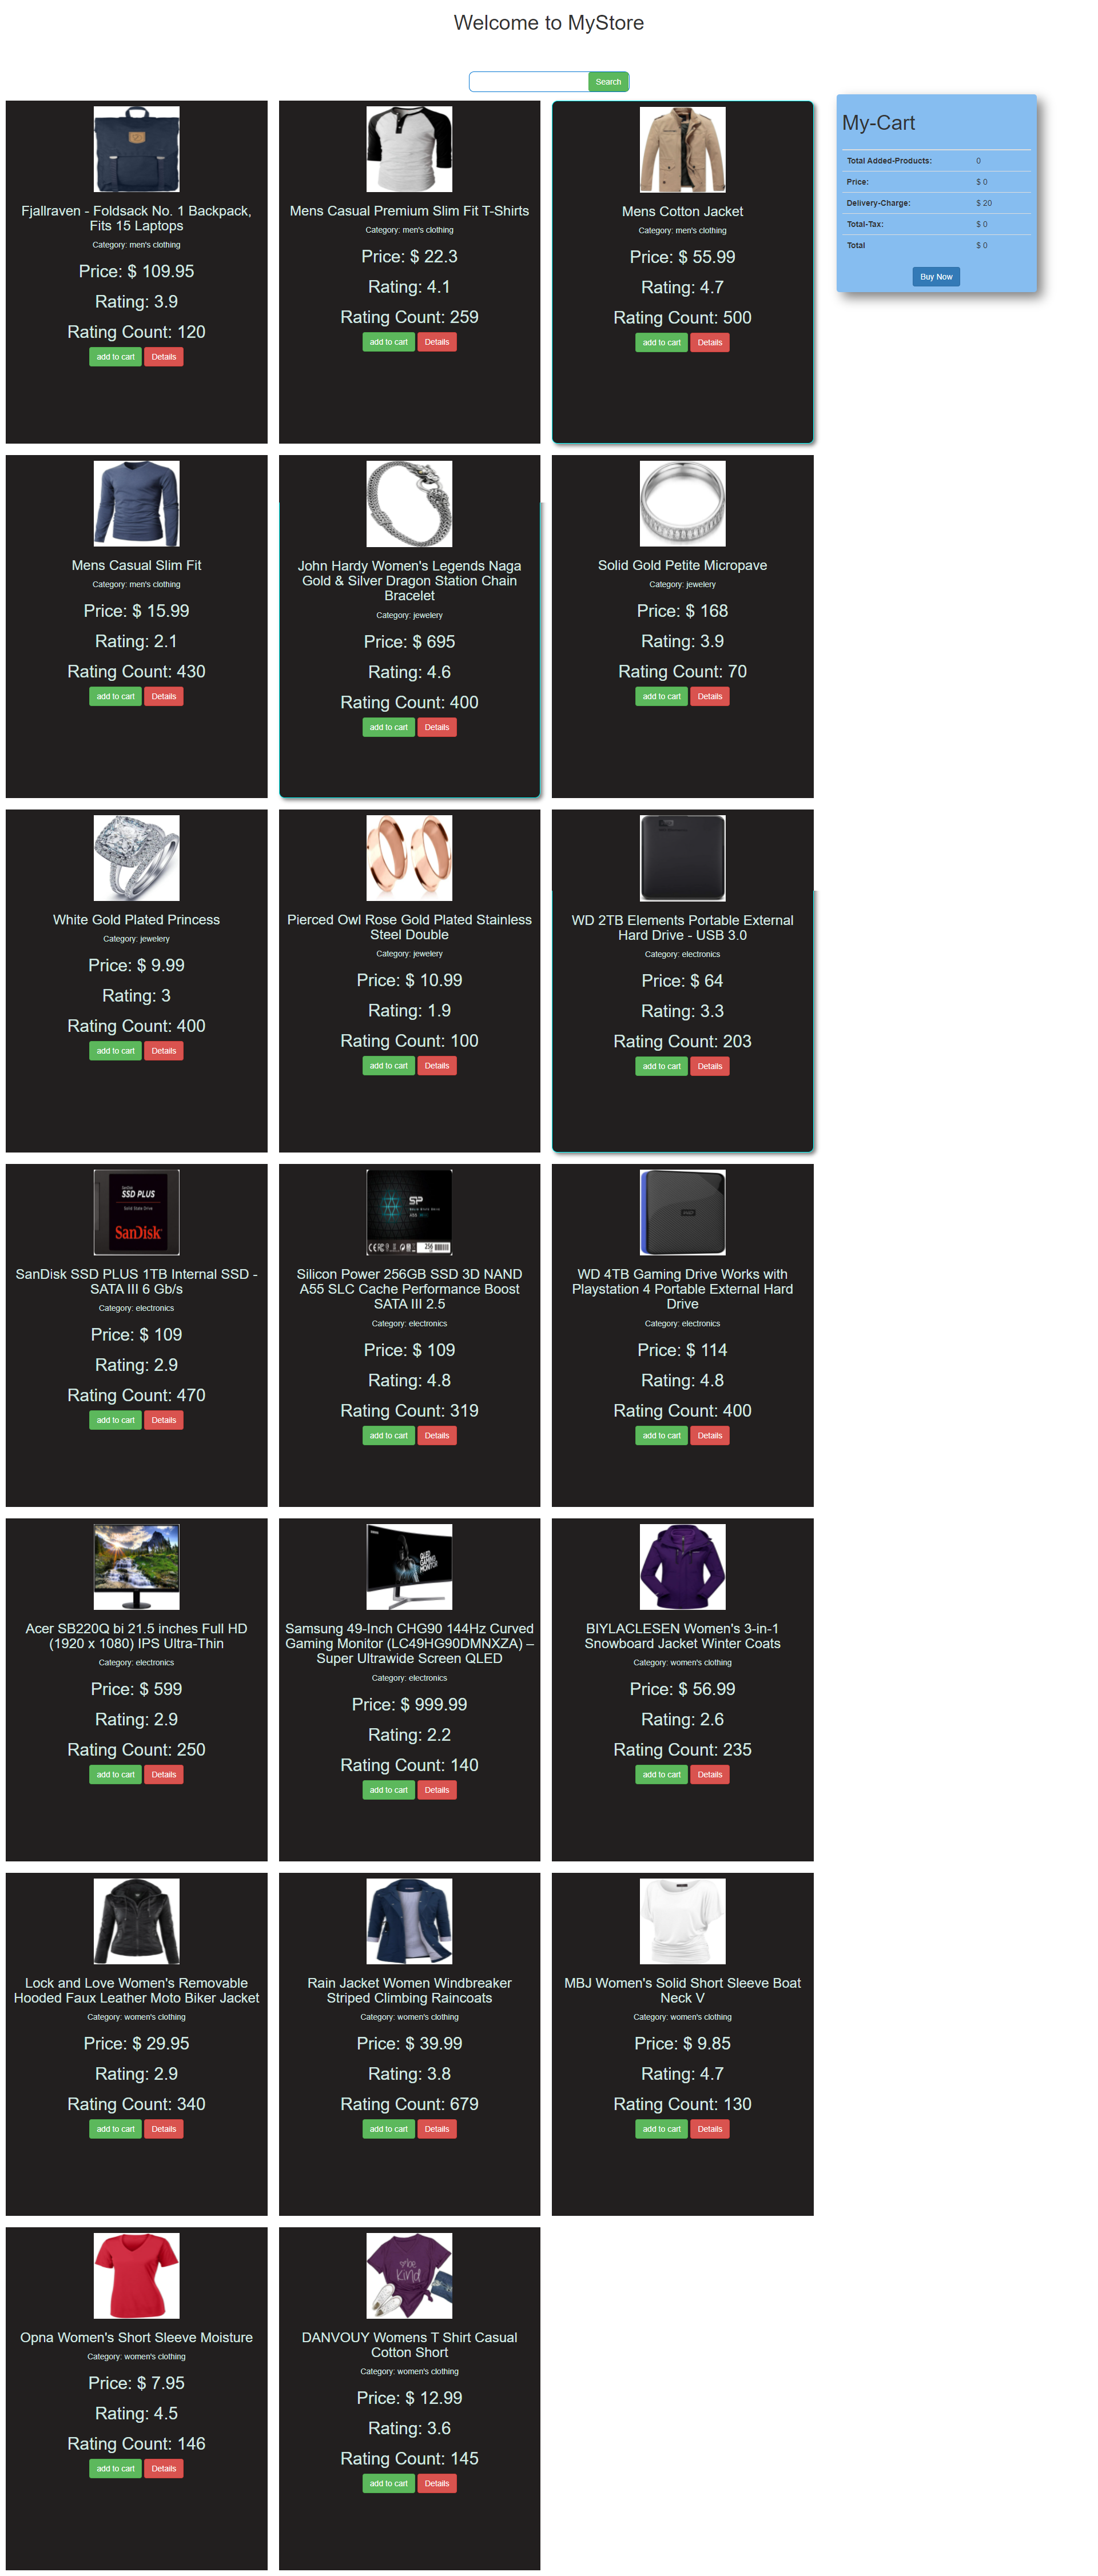 Welcome to MyStore
Search
Fjallraven - Foldsack No. 1 Backpack,
Fits 15 Laptops
Category: men's clothing
Price: $ 109.95
Rating: 3.9
Rating Count: 120
add to cart Details
Mens Casual Premium Slim Fit T-Shirts
Category: men's clothing
Price: $ 22.3
Rating: 4.1
Rating Count: 259
add to cart Details
Mens Cotton Jacket
Category: men's clothing
Price: $ 55.99
Rating: 4.7
Rating Count: 500
add to cart Details
My-Cart
Total Added-Products: 0
Price: $ 0
Delivery-Charge: $ 20
Total-Tax: $ 0
Total $ 0
Buy Now
Mens Casual Slim Fit
Category: men's clothing
Price: $ 15.99
Rating: 2.1
Rating Count: 430
add to cart Details
John Hardy Women's Legends Naga
Gold & Silver Dragon Station Chain
Bracelet
Category: jewelery
Price: $ 695
Rating: 4.6
Rating Count: 400
add to cart Details
Solid Gold Petite Micropave
Category: jewelery
Price: $ 168
Rating: 3.9
Rating Count: 70
add to cart Details
White Gold Plated Princess
Category: jewelery
Price: $ 9.99
Rating: 3
Rating Count: 400
add to cart Details
Pierced Owl Rose Gold Plated Stainless
Steel Double
Category: jewelery
Price: $ 10.99
Rating: 1.9
Rating Count: 100
add to cart Details
WD 2TB Elements Portable External
Hard Drive - USB 3.0
Category: electronics
Price: $ 64
Rating: 3.3
Rating Count: 203
add to cart Details
SanDisk
SSD PLUS
Solid State Drive
SanDisk
SanDisk SSD PLUS 1TB Internal SSD -
SATA III 6 Gb/s
Category: electronics
Price: $ 109
Rating: 2.9
Rating Count: 470
add to cart Details
SP
256
Silicon Power 256GB SSD 3D NAND
A55 SLC Cache Performance Boost
SATA III 2.5
Category: electronics
Price: $ 109
Rating: 4.8
Rating Count: 319
add to cart Details
WD 4TB Gaming Drive Works with
Playstation 4 Portable External Hard
Drive
Category: electronics
Price: $ 114
Rating: 4.8
Rating Count: 400
add to cart Details
Acer SB220Q bi 21.5 inches Full HD
(1920 x 1080) IPS Ultra-Thin
Category: electronics
Price: $ 599
Rating: 2.9
Rating Count: 250
add to cart Details
QLED
GAMING
MONITOR
Samsung 49-Inch CHG90 144Hz Curved
Gaming Monitor (LC49HG90DMNXZA) –
Super Ultrawide Screen QLED
Category: electronics
Price: $ 999.99
Rating: 2.2
Rating Count: 140
add to cart Details
BIYLACLESEN Women's 3-in-1
Snowboard Jacket Winter Coats
Category: women's clothing
Price: $ 56.99
Rating: 2.6
Rating Count: 235
add to cart Details
Lock and Love Women's Removable
Hooded Faux Leather Moto Biker Jacket
Category: women's clothing
Price: $ 29.95
Rating: 2.9
Rating Count: 340
add to cart Details
Rain Jacket Women Windbreaker
Striped Climbing Raincoats
Category: women's clothing
Price: $ 39.99
Rating: 3.8
Rating Count: 679
add to cart Details
MBJ Women's Solid Short Sleeve Boat
Neck V
Category: women's clothing
Price: $ 9.85
Rating: 4.7
Rating Count: 130
add to cart Details
Opna Women's Short Sleeve Moisture
Category: women's clothing
Price: $ 7.95
Rating: 4.5
Rating Count: 146
add to cart Details
be
kind
DANVOUY Womens T Shirt Casual
Cotton Short
Category: women's clothing
Price: $ 12.99
Rating: 3.6
Rating Count: 145
add to cart Details